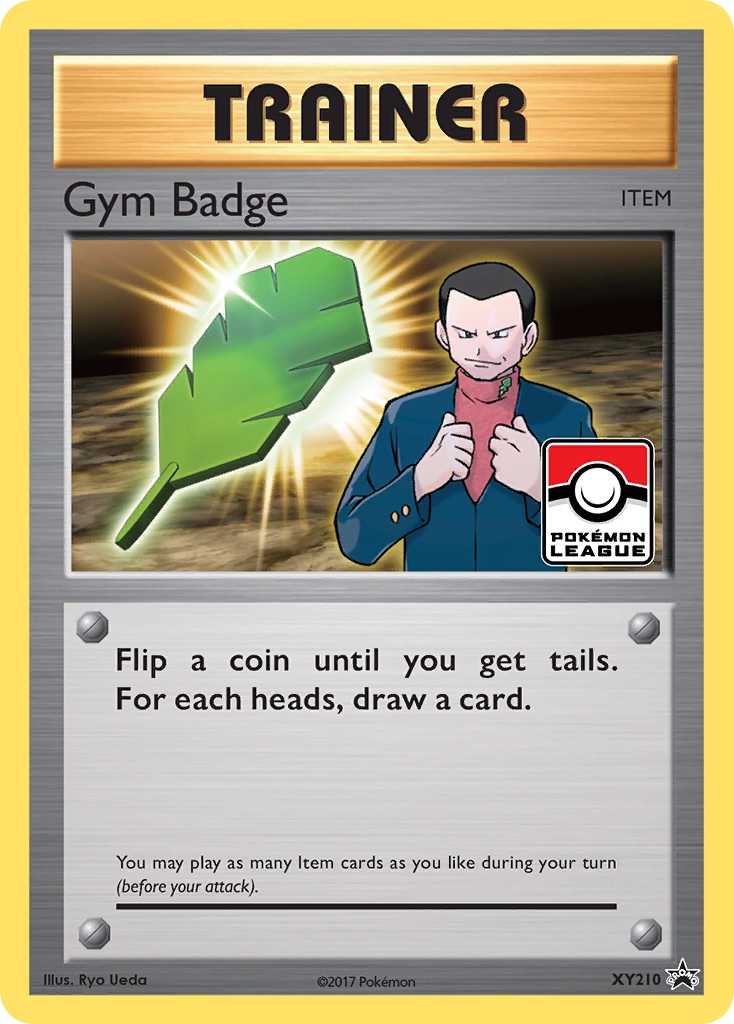 TRAINER
Gym Badge
ITEM
POKÉMON
LEAGUE
Flip a coin until you get tails.
For each heads, draw a card.
You may play as many Item cards as you like during your turn
(before your attack).
Illus. Ryo Ueda
©2017 Pokémon
XY210
PROMO